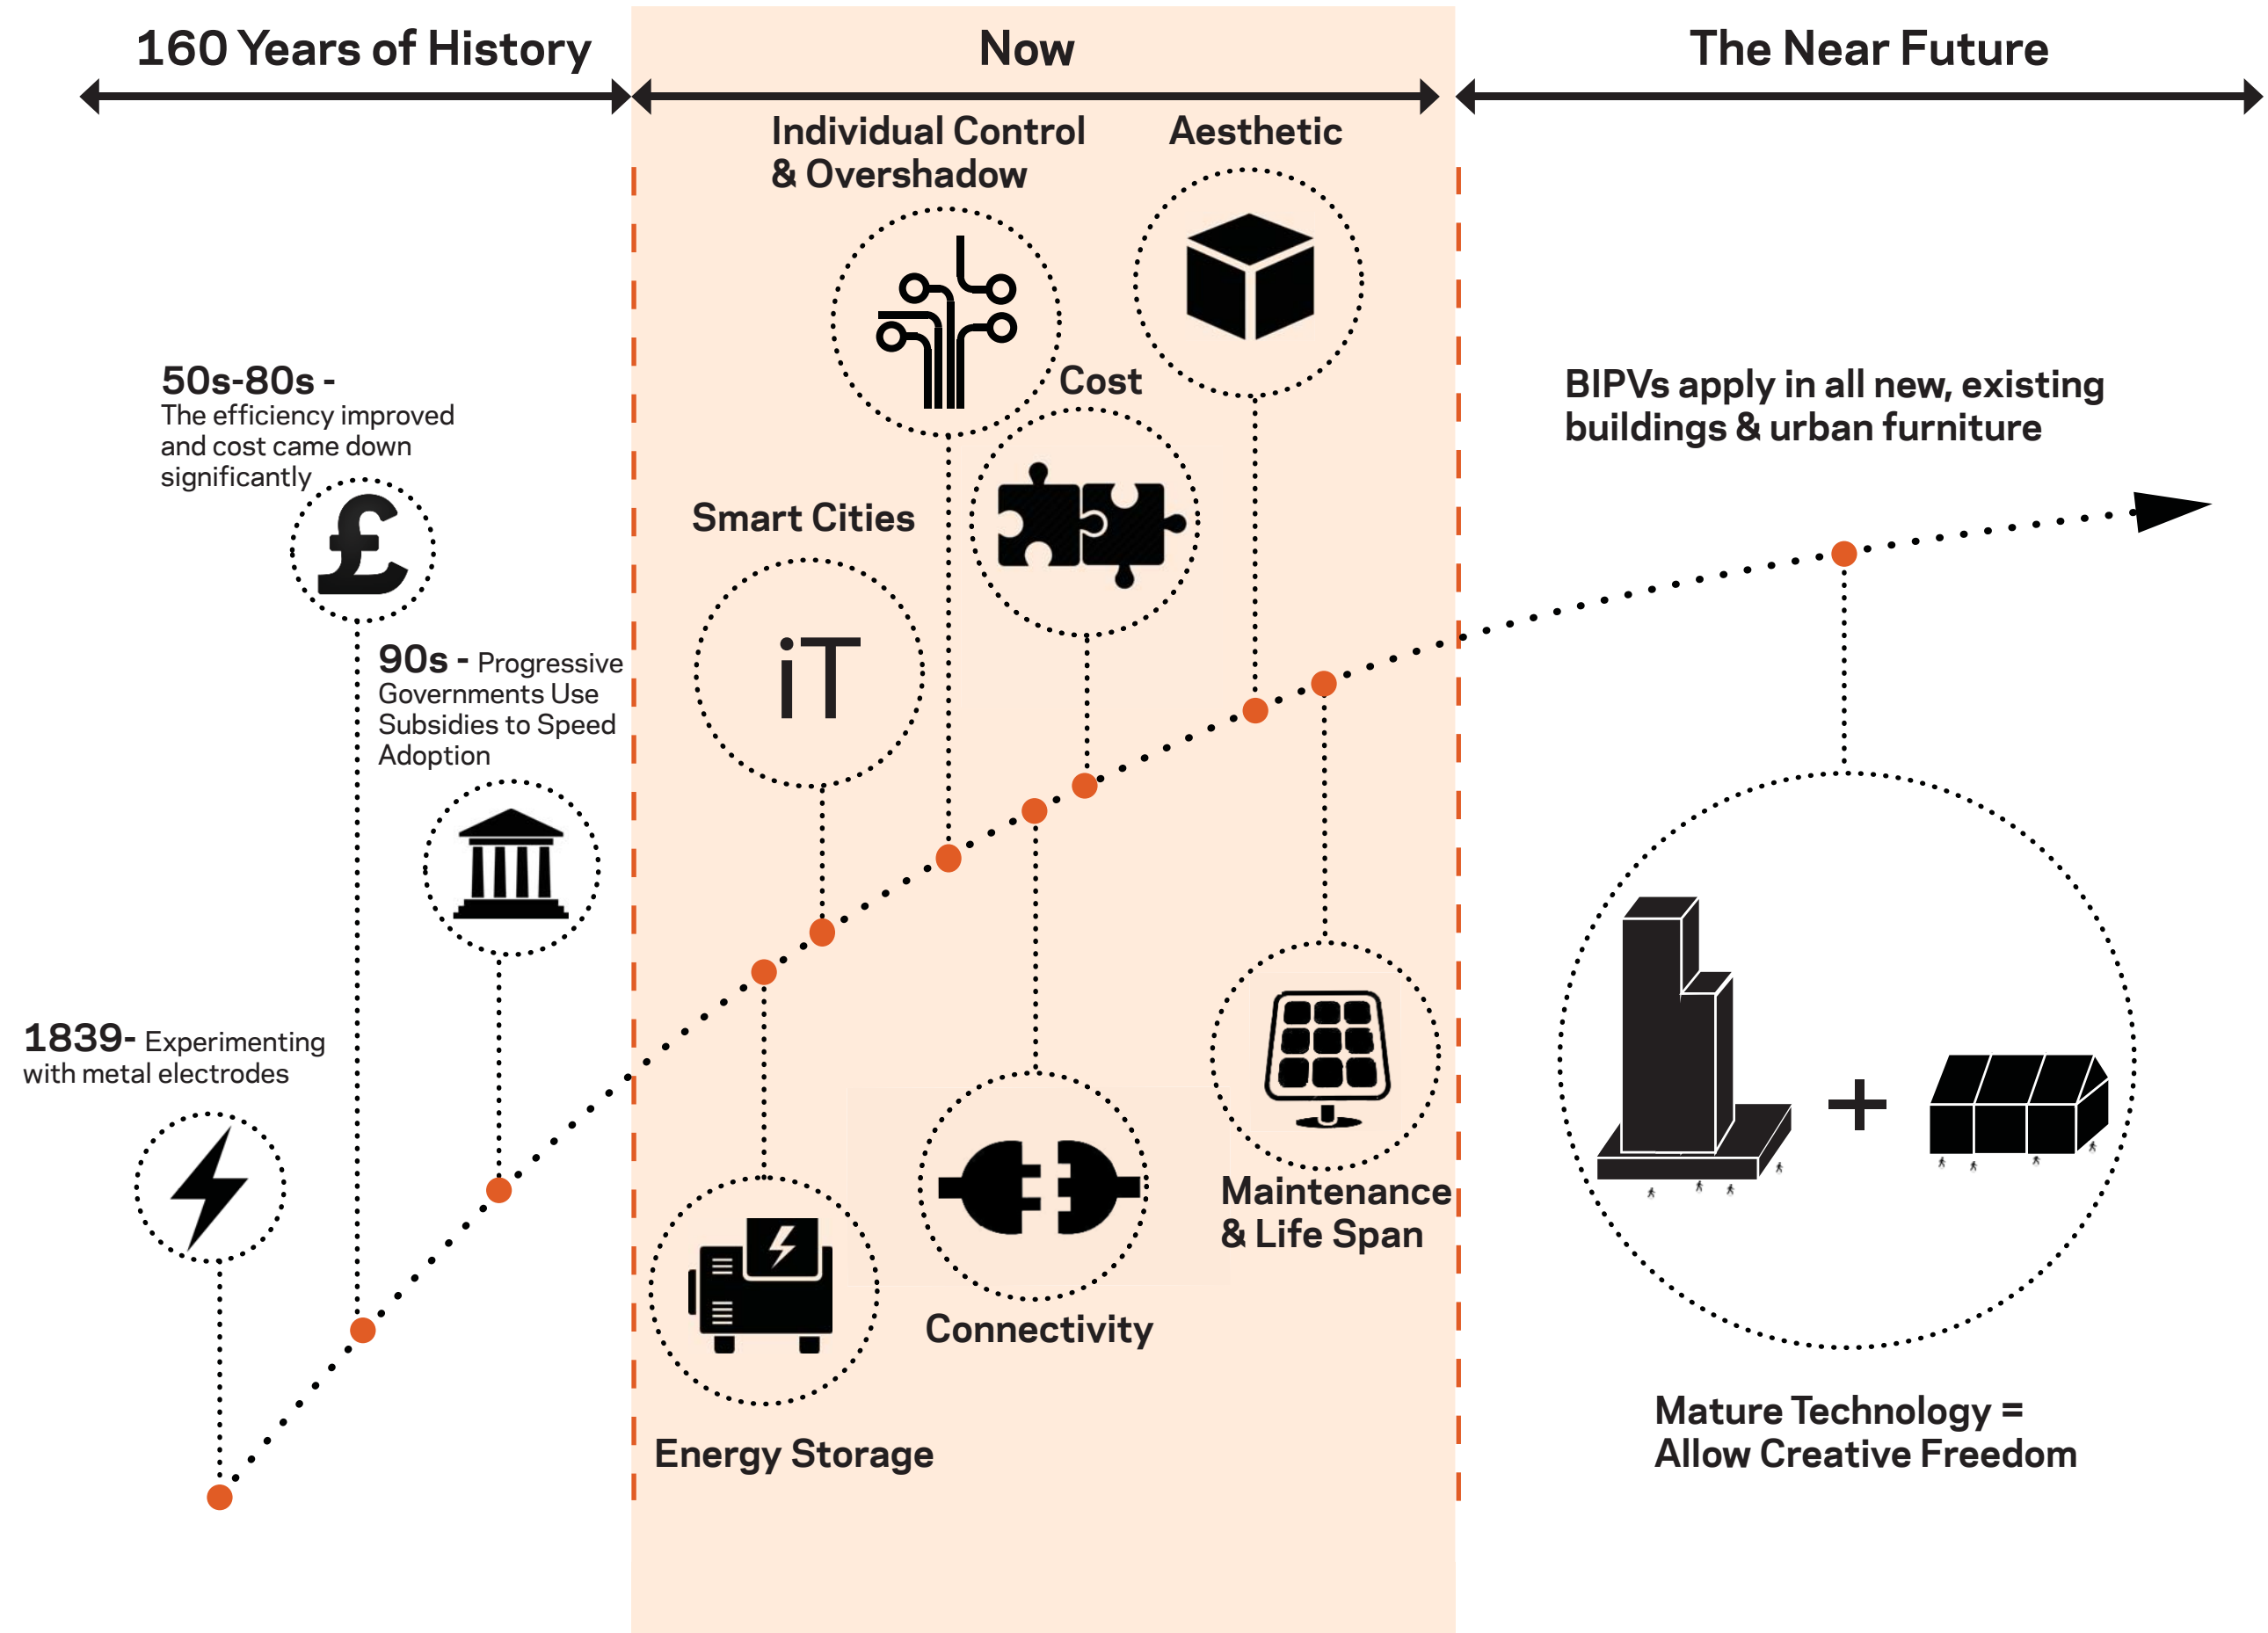 160 Years of History
Now
The Near Future
Individual Control
& Overshadow
Aesthetic
50s-80s -
The efficiency improved
and cost came down
significantly
£
Cost
BIPVs apply in all new, existing
buildings & urban furniture
Smart Cities
iT
90s - Progressive
Governments Use
Subsidies to Speed
Adoption
1839- Experimenting
with metal electrodes
+
Maintenance
& Life Span
Connectivity
Energy Storage
Mature Technology =
Allow Creative Freedom